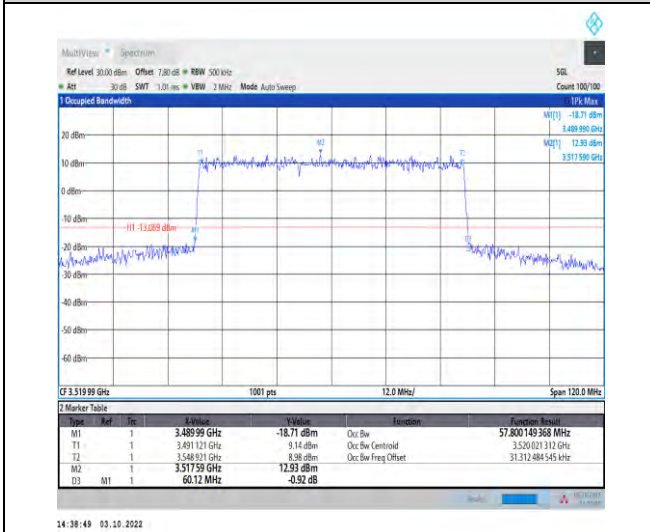 MultiView Spectrum
Ref Level 30.00 dBm Offset 7.80 dB RBW 500 kHz SGL
Att 30 dB SWT 1.01 ms VBW 2 MHz Mode Auto Sweep Count 100/100
1 Occupied Bandwidth 1Pk Max
M1[1] -18.71 dBm
3.489 990 GHz
M2[1] 12.93 dBm
3.517 590 GHz
20 dBm
M2
T1 T2
10 dBm
0 dBm
-10 dBm
H1 -13.089 dBm
M1
D3
-20 dBm
-30 dBm
-40 dBm
-50 dBm
-60 dBm
CF 3.519 99 GHz 1001 pts 12.0 MHz/ Span 120.0 MHz
2 Marker Table
Type Ref Trc X-Value Y-Value Function Function Result
M1 1 3.489 99 GHz -18.71 dBm Occ Bw 57.800 149 368 MHz
T1 1 3.491 121 GHz 9.14 dBm Occ Bw Centroid 3.520 021 312 GHz
T2 1 3.548 921 GHz 8.98 dBm Occ Bw Freq Offset 31.312 484 545 kHz
M2 1 3.517 59 GHz 12.93 dBm
D3 M1 1 60.12 MHz -0.92 dB
14:38:49 03.10.2022